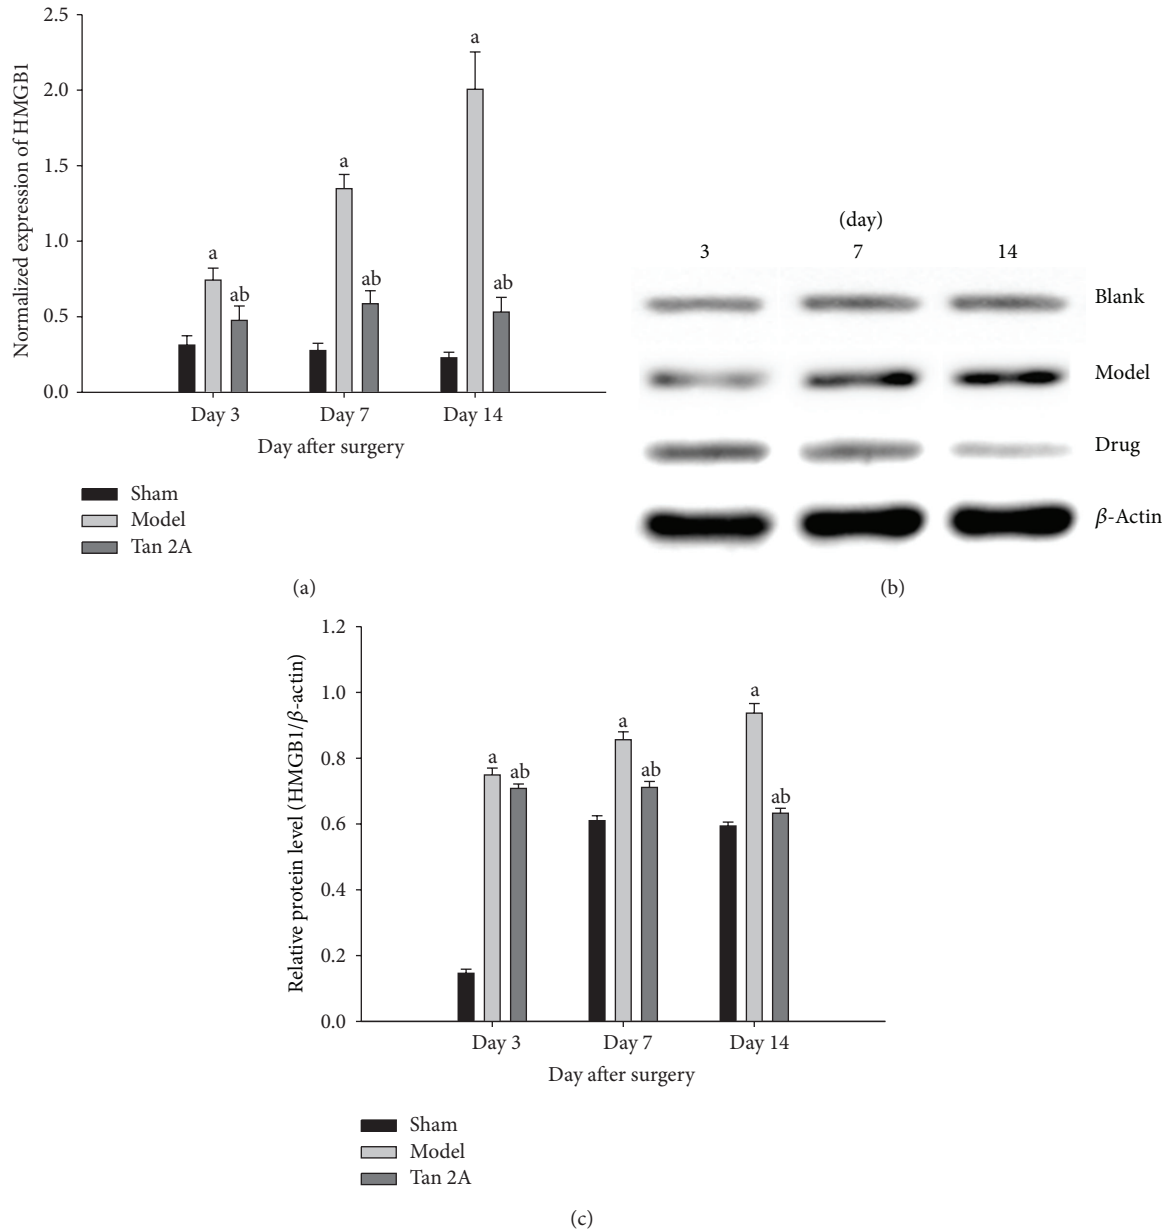 2.5
2.0
1.5
1.0
0.5
0.0
Normalized expression of HMGB1
a
ab
a
ab
a
ab
Day 3 Day 7 Day 14
Day after surgery
Sham
Model
Tan 2A
(a)
(day)
3 7 14
Blank
Model
Drug
β-Actin
(b)
1.2
1.0
0.8
0.6
0.4
0.2
0.0
Relative protein level (HMGB1/β-actin)
a
ab
a
ab
a
ab
Day 3 Day 7 Day 14
Day after surgery
Sham
Model
Tan 2A
(c)